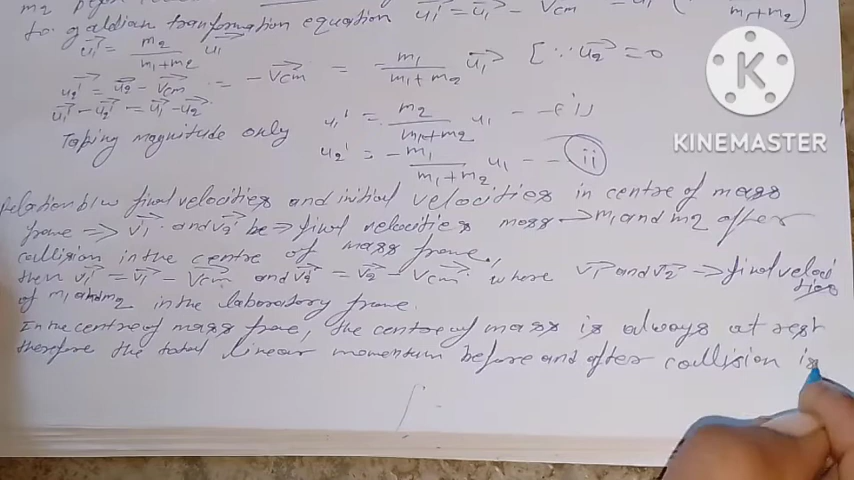 for galilian transformation equation u₁' = u₁ - Vcm
m₁+m₂
u₁' = m₂/m₁+m₂ u₁
u₂' = u₂ - Vcm = -Vcm = -m₁/m₁+m₂ u₁ [∵ u₂ = 0
u₁' - u₂' = u₁ - u₂
Taking magnitude only u₁' = m₂/m₁+m₂ u₁ -- (i)
u₂' = -m₁/m₁+m₂ u₁ -- (ii)
Relation b/w final velocities and initial velocities in centre of mass
frame ⇒ v₁' and v₂' be ⇒ final velocities mass → m₁ and m₂ after
collision in the centre of mass frame.,
then v₁' = v₁ - Vcm and v₂' = v₂ - Vcm where v₁ and v₂ → final velocities
of m₁ and m₂ in the laboratory frame.
In the centre of mass frame, the centre of mass is always at rest
therefore the total linear momentum before and after collision is
K
KINEMASTER